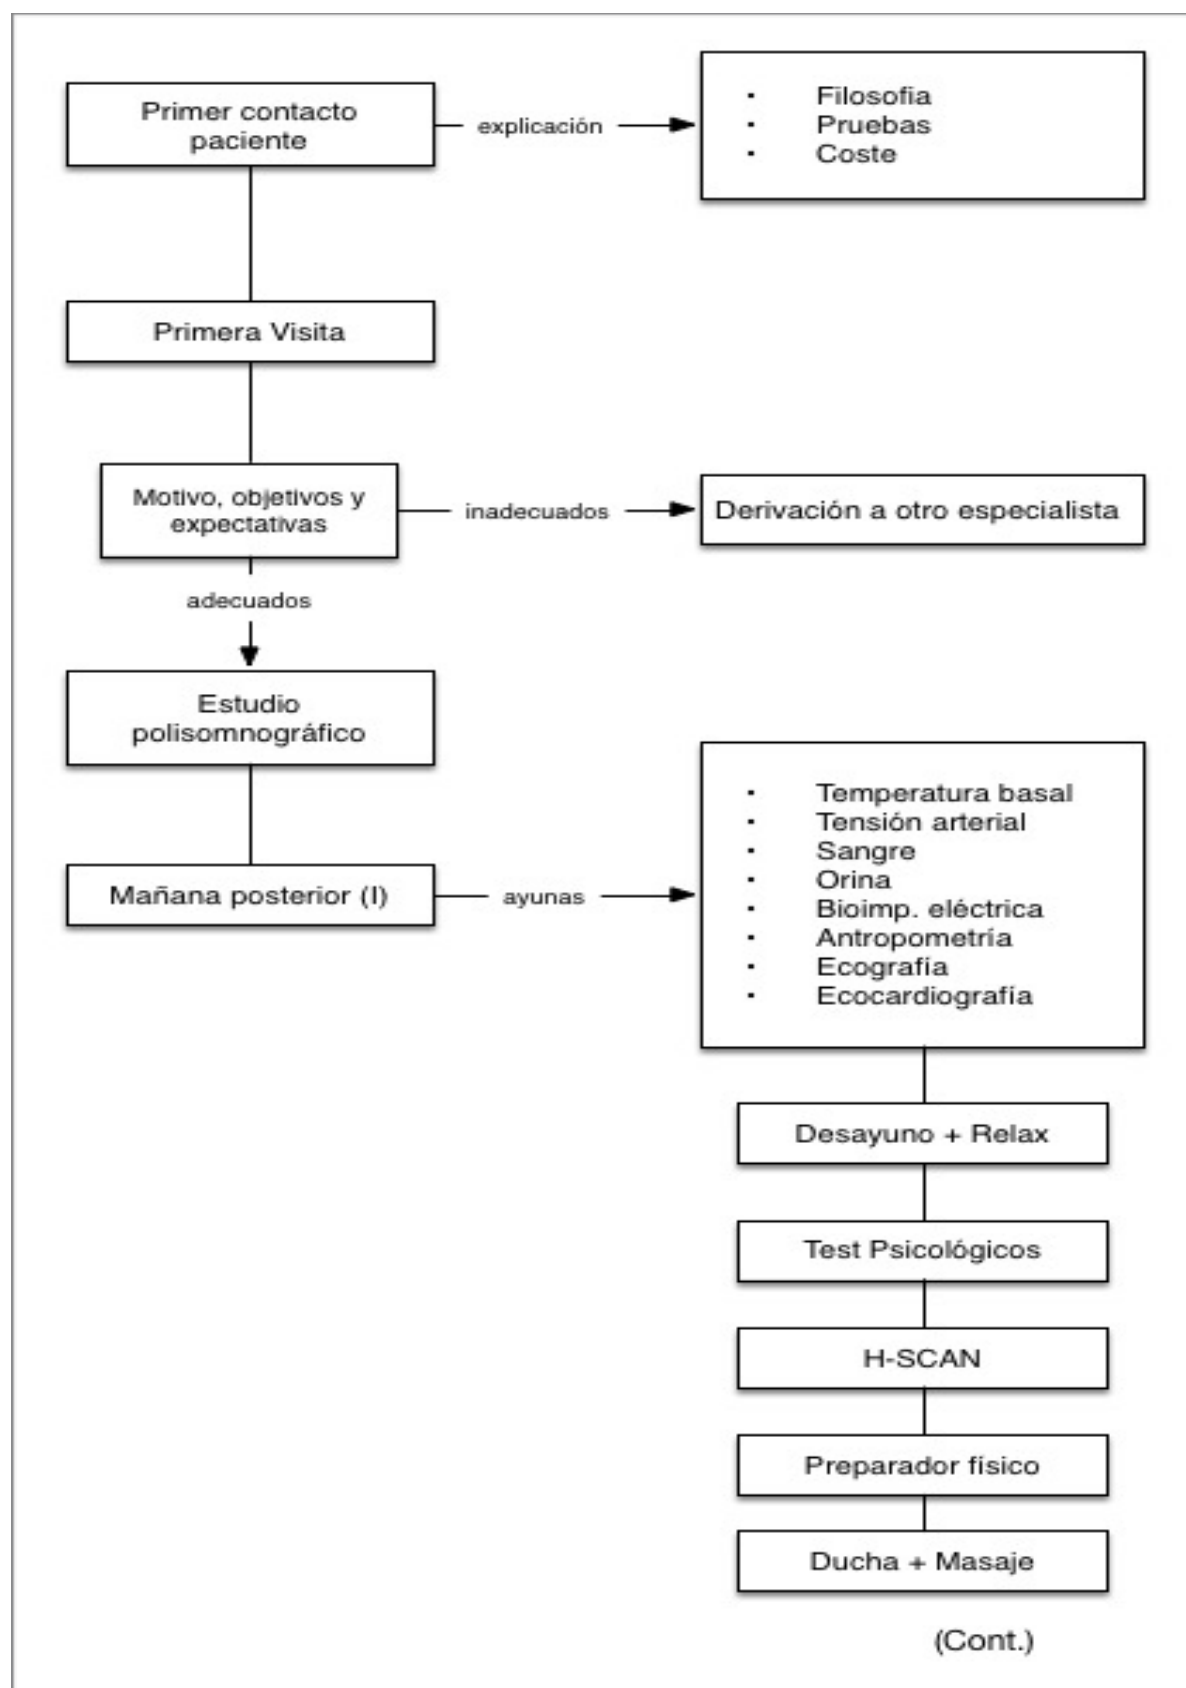 Primer contacto
paciente
explicación
· Filosofia
· Pruebas
· Coste
Primera Visita
Motivo, objetivos y
expectativas
inadecuados
Derivación a otro especialista
adecuados
Estudio
polisomnográfico
Mañana posterior (I)
ayunas
· Temperatura basal
· Tensión arterial
· Sangre
· Orina
· Bioimp. eléctrica
· Antropometría
· Ecografía
· Ecocardiografía
Desayuno + Relax
Test Psicológicos
H-SCAN
Preparador físico
Ducha + Masaje
(Cont.)